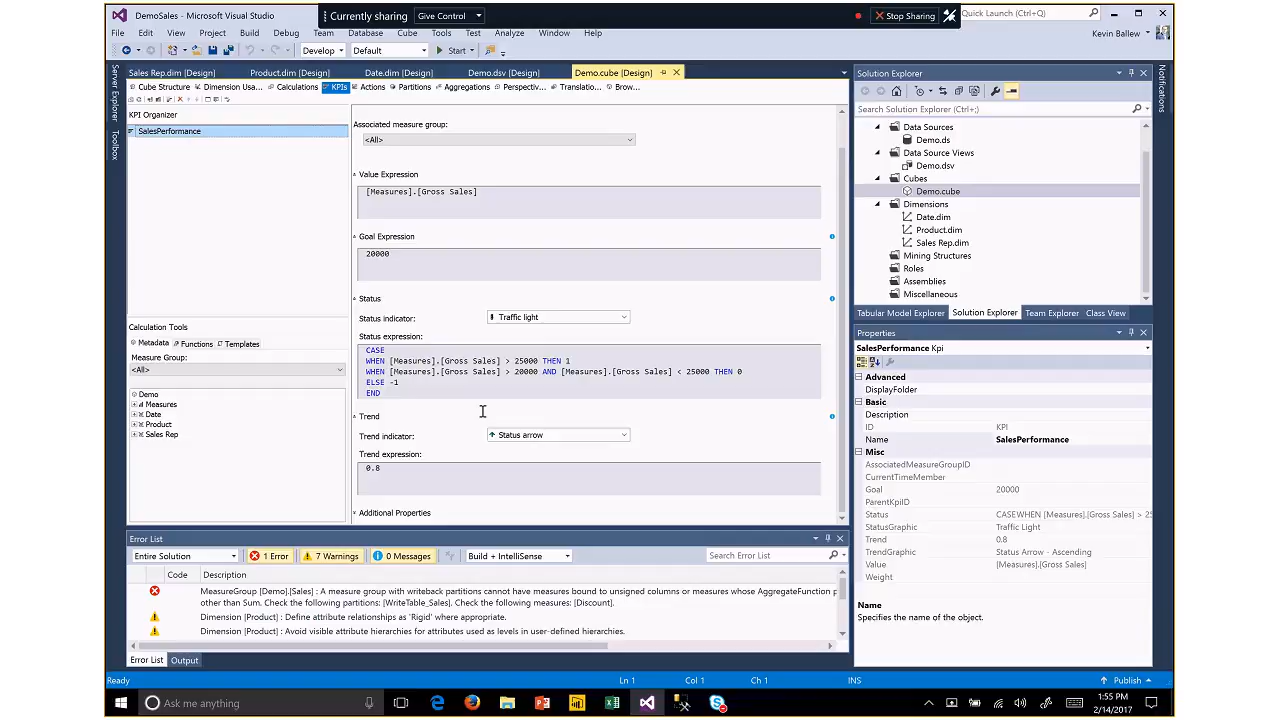 DemoSales - Microsoft Visual Studio
Currently sharing
Give Control
Stop Sharing
Quick Launch (Ctrl+Q)
File Edit View Project Build Debug Team Database Cube Tools Test Analyze Window Help
Kevin Ballew
Develop Default Start
Sales Rep.dim [Design] Product.dim [Design] Date.dim [Design] Demo.dsv [Design] Demo.cube [Design]
Cube Structure Dimension Usa... Calculations KPIs Actions Partitions Aggregations Perspectiv... Translatio... Brow...
Server Explorer
Toolbox
Notifications
KPI Organizer
SalesPerformance
Calculation Tools
Metadata Functions Templates
Measure Group:
<All>
Demo
Measures
Date
Product
Sales Rep
Associated measure group:
<All>
Value Expression
[Measures].[Gross Sales]
Goal Expression
20000
Status
Status indicator: Traffic light
Status expression:
CASE
WHEN [Measures].[Gross Sales] > 25000 THEN 1
WHEN [Measures].[Gross Sales] > 20000 AND [Measures].[Gross Sales] < 25000 THEN 0
ELSE -1
END
Trend
Trend indicator: Status arrow
Trend expression:
0.8
Additional Properties
Solution Explorer
Search Solution Explorer (Ctrl+;)
Data Sources
Demo.ds
Data Source Views
Demo.dsv
Cubes
Demo.cube
Dimensions
Date.dim
Product.dim
Sales Rep.dim
Mining Structures
Roles
Assemblies
Miscellaneous
Tabular Model Explorer Solution Explorer Team Explorer Class View
Properties
SalesPerformance Kpi
Advanced
DisplayFolder
Basic
Description
ID KPI
Name SalesPerformance
Misc
AssociatedMeasureGroupID
CurrentTimeMember
Goal 20000
ParentKpiID
Status CASEWHEN [Measures].[Gross Sales] > 25
StatusGraphic Traffic Light
Trend 0.8
TrendGraphic Status Arrow - Ascending
Value [Measures].[Gross Sales]
Weight
Name
Specifies the name of the object.
Error List
Entire Solution 1 Error 7 Warnings 0 Messages Build + IntelliSense Search Error List
Code Description
MeasureGroup [Demo].[Sales] : A measure group with writeback partitions cannot have measures bound to unsigned columns or measures whose AggregateFunction p
other than Sum. Check the following partitions: [WriteTable_Sales]. Check the following measures: [Discount].
Dimension [Product] : Define attribute relationships as 'Rigid' where appropriate.
Dimension [Product] : Avoid visible attribute hierarchies for attributes used as levels in user-defined hierarchies.
Error List Output
Ready Ln 1 Col 1 Ch 1 INS Publish
Ask me anything
1:55 PM
2/14/2017